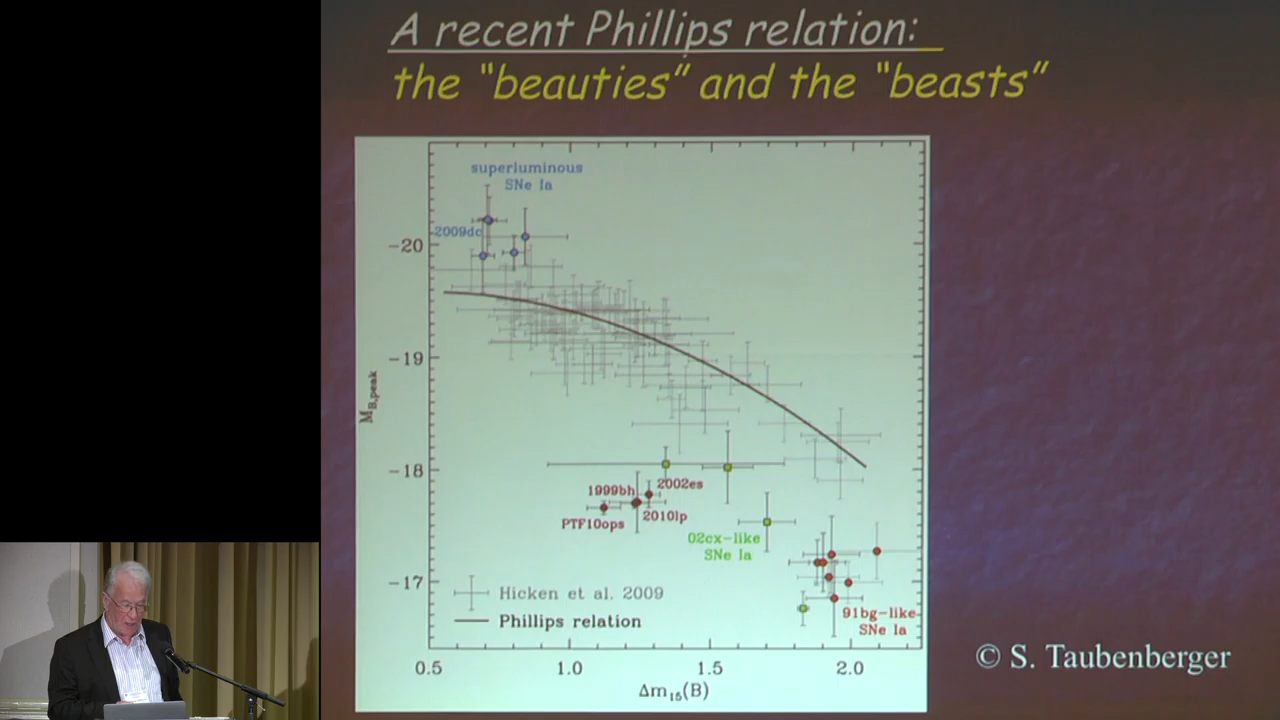 A recent Phillips relation:
the "beauties" and the "beasts"
superluminous
SNe Ia
2009dc
-20
-19
-18
-17
M_B,peak
1999bh
2002es
PTF10ops
2010lp
02cx-like
SNe Ia
91bg-like
SNe Ia
Hicken et al. 2009
Phillips relation
0.5 1.0 1.5 2.0
Δm₁₅(B)
© S. Taubenberger